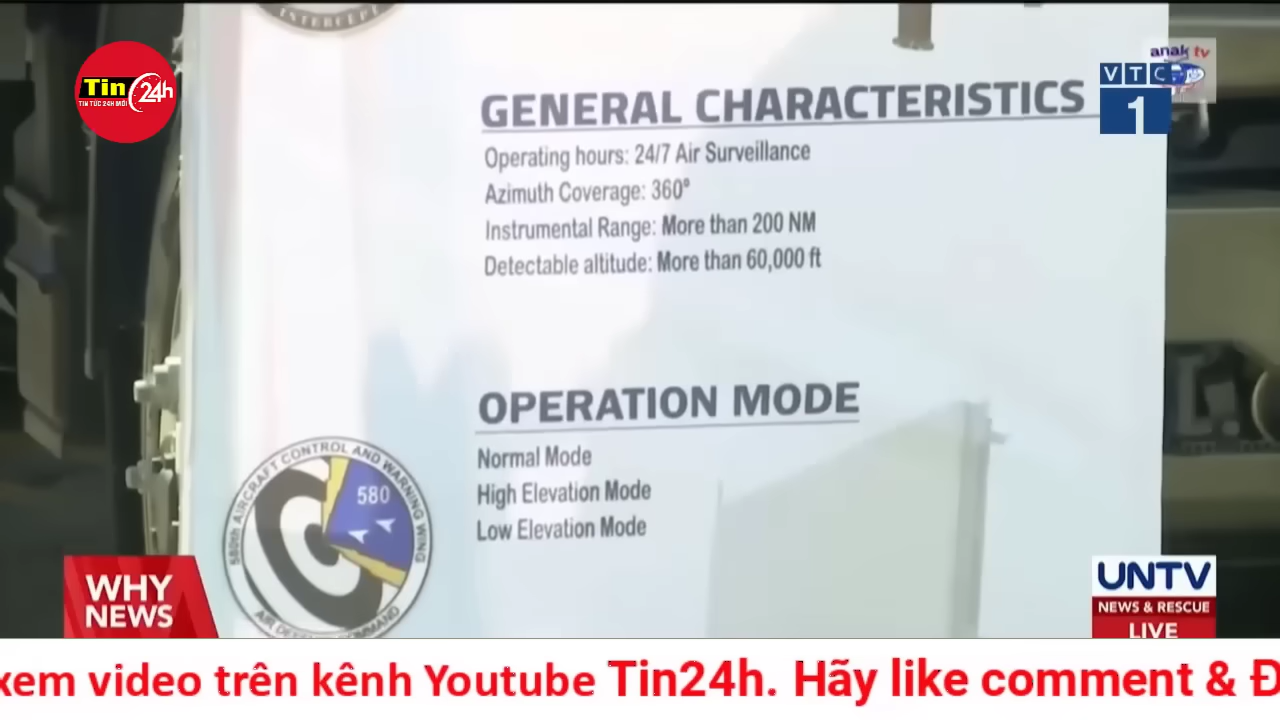 INTERCEPT
Tin 24h
TIN TỨC 24H MỚI
anak tv
VTC
1
GENERAL CHARACTERISTICS
Operating hours: 24/7 Air Surveillance
Azimuth Coverage: 360°
Instrumental Range: More than 200 NM
Detectable altitude: More than 60,000 ft
OPERATION MODE
Normal Mode
High Elevation Mode
Low Elevation Mode
580th AIRCRAFT CONTROL AND WARNING WING
580
AIR DEFENSE COMMAND
WHY
NEWS
UNTV
NEWS & RESCUE
LIVE
xem video trên kênh Youtube Tin24h. Hãy like comment & Đ